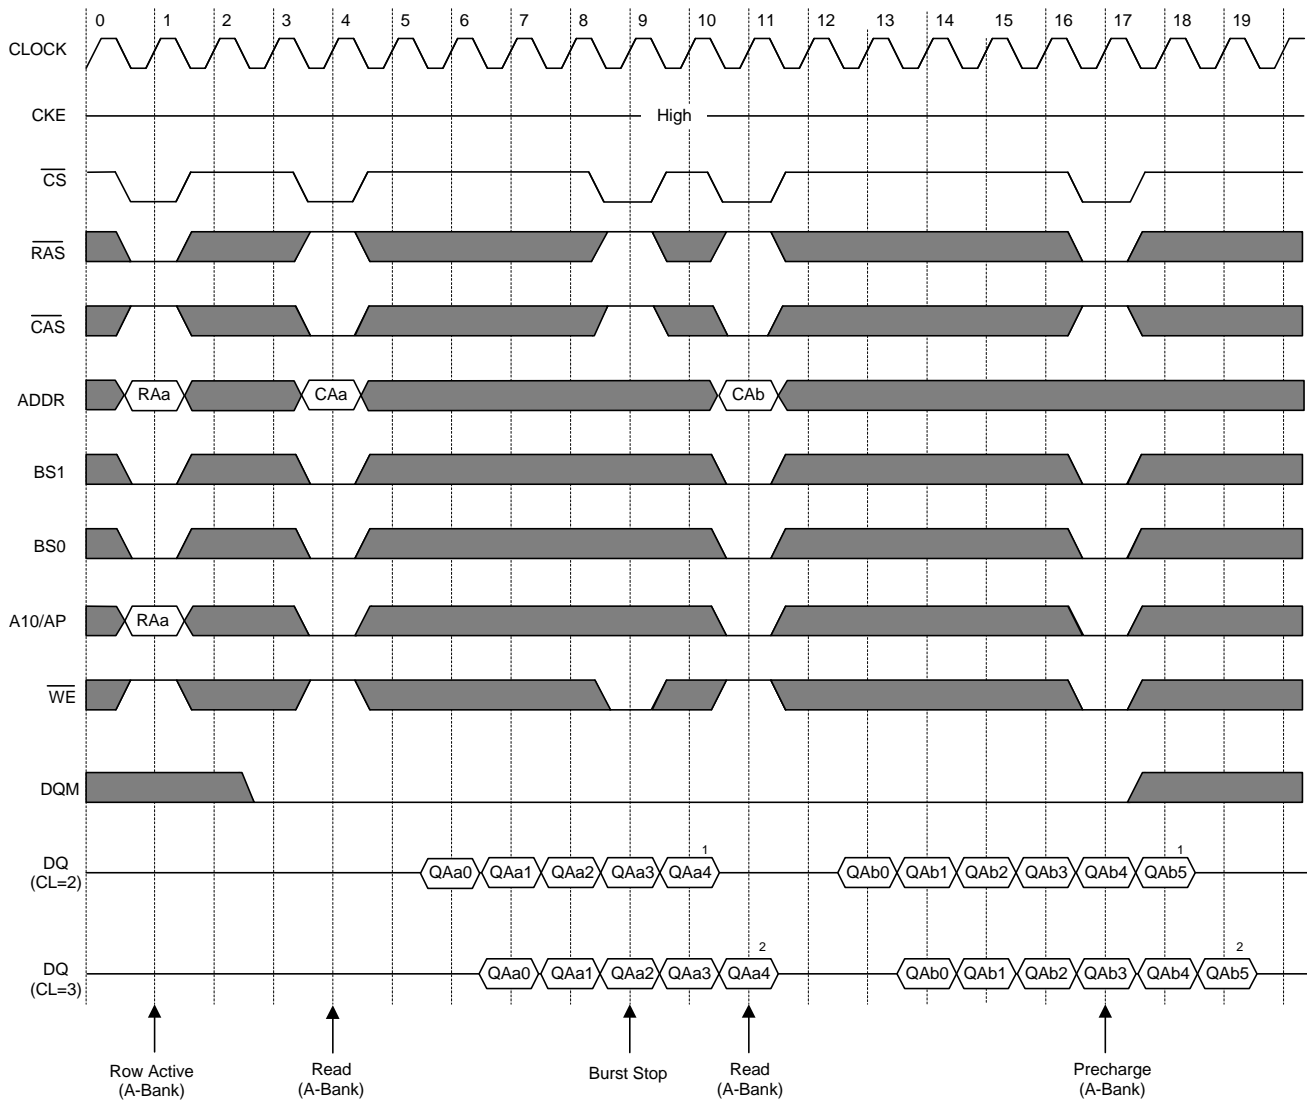 0 1 2 3 4 5 6 7 8 9 10 11 12 13 14 15 16 17 18 19
CLOCK
CKE High
CS
RAS
CAS
ADDR RAa CAa CAb
BS1
BS0
A10/AP RAa
WE
DQM
1 1
DQ QAa0 QAa1 QAa2 QAa3 QAa4 QAb0 QAb1 QAb2 QAb3 QAb4 QAb5
(CL=2)
2 2
DQ QAa0 QAa1 QAa2 QAa3 QAa4 QAb0 QAb1 QAb2 QAb3 QAb4 QAb5
(CL=3)
Row Active Read Burst Stop Read Precharge
(A-Bank) (A-Bank) (A-Bank) (A-Bank)